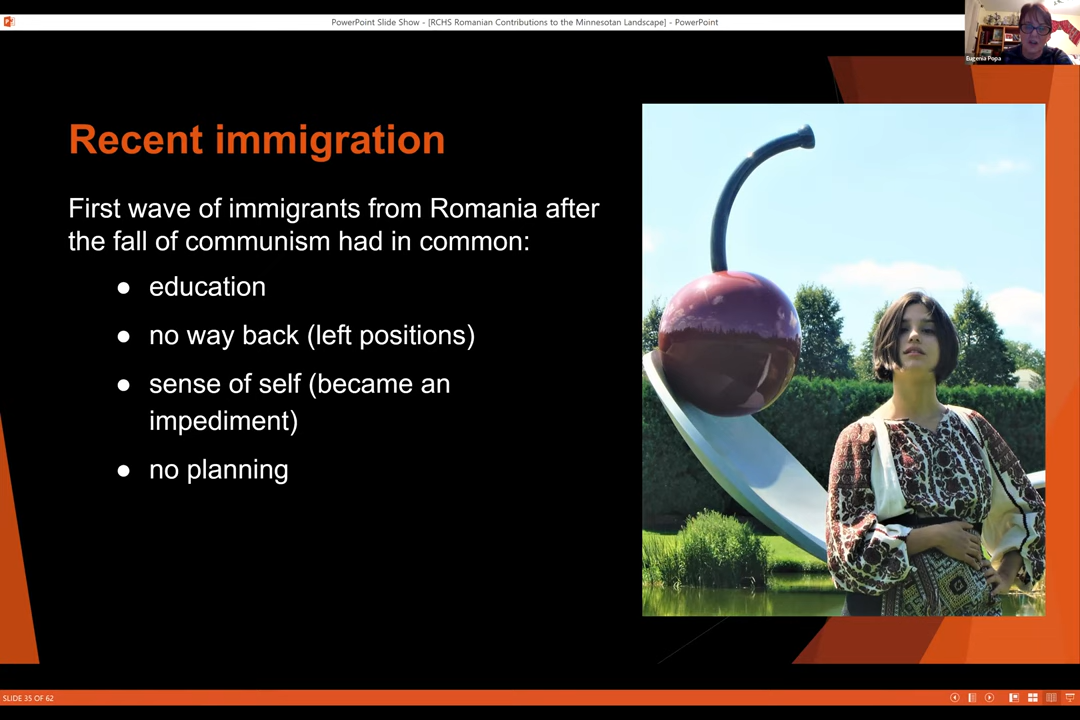 PowerPoint Slide Show - [RCHS Romanian Contributions to the Minnesotan Landscape] - PowerPoint
Eugenia Popa
Recent immigration
First wave of immigrants from Romania after
the fall of communism had in common:
● education
● no way back (left positions)
● sense of self (became an
impediment)
● no planning
SLIDE 35 OF 62